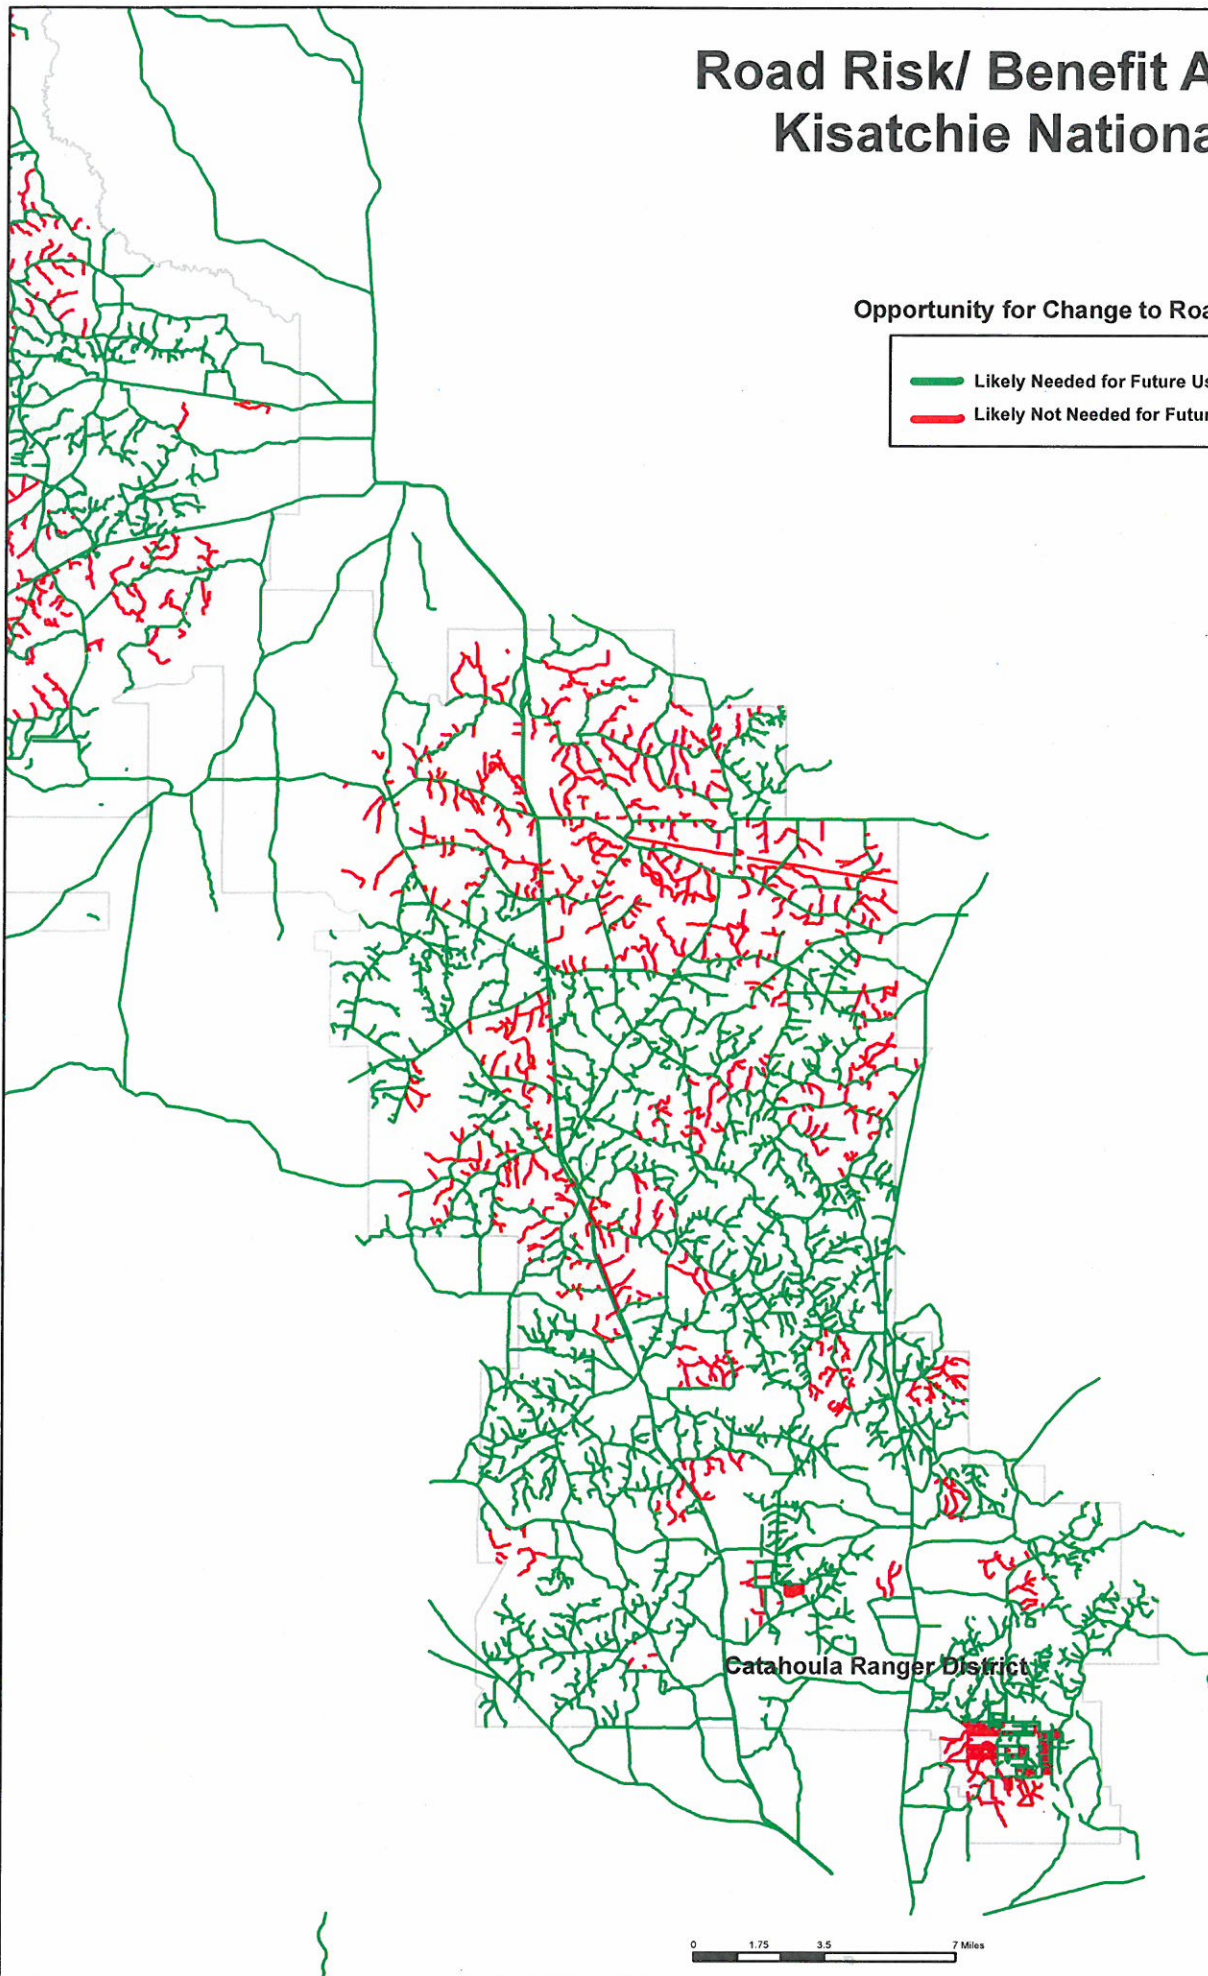 Road Risk/ Benefit A
Kisatchie Nationa
Opportunity for Change to Roa
Likely Needed for Future Us
Likely Not Needed for Futur
Catahoula Ranger District
0 1.75 3.5 7 Miles